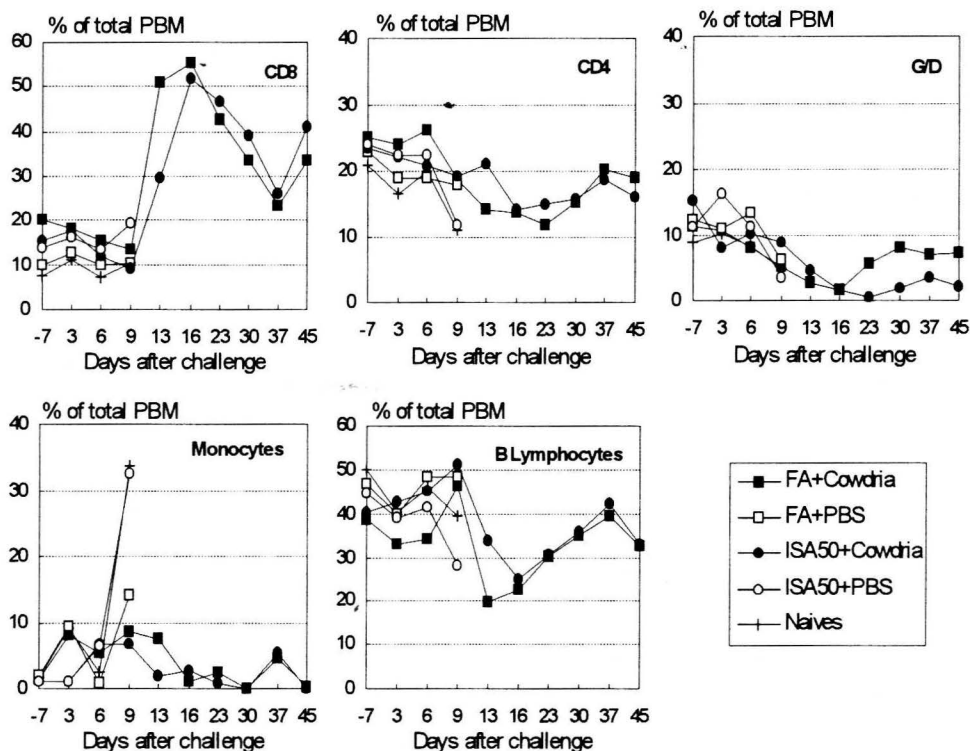 % of total PBM
CD8
60
50
40
30
20
10
0
-7 3 6 9 13 16 23 30 37 45
Days after challenge
% of total PBM
CD4
40
30
20
10
0
-7 3 6 9 13 16 23 30 37 45
Days after challenge
% of total PBM
G/D
40
30
20
10
0
-7 3 6 9 13 16 23 30 37 45
Days after challenge
% of total PBM
Monocytes
40
30
20
10
0
-7 3 6 9 13 16 23 30 37 45
Days after challenge
% of total PBM
B Lymphocytes
60
50
40
30
20
10
0
-7 3 6 9 13 16 23 30 37 45
Days after challenge
FA+Cowdria
FA+PBS
ISA50+Cowdria
ISA50+PBS
Naives